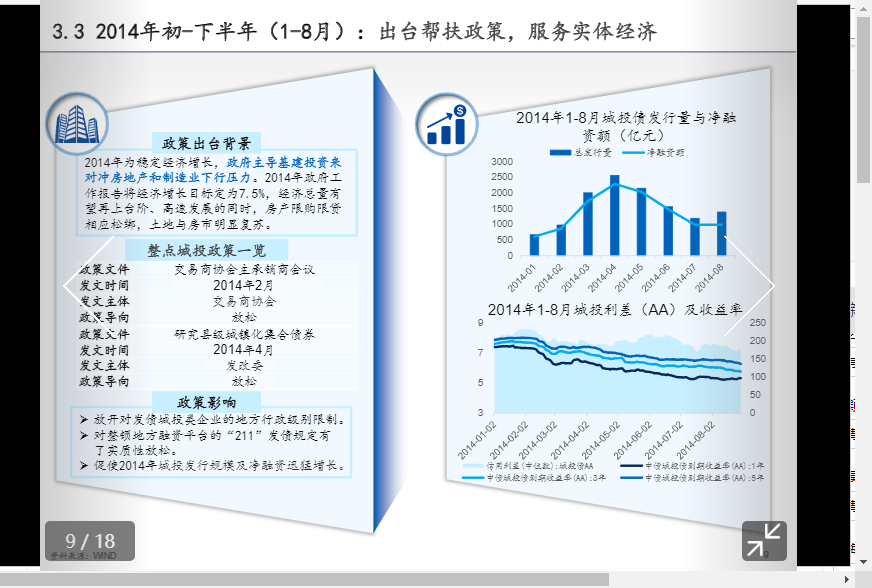 3.3 2014年初-下半年（1-8月）：出台帮扶政策，服务实体经济
政策出台背景
2014年为稳定经济增长，政府主导基建投资来
对冲房地产和制造业下行压力。2014年政府工
作报告将经济增长目标定为7.5%，经济总量有
望再上台阶、高速发展的同时，房产限购限贷
相应松绑，土地与房市明显复苏。
整点城投政策一览
政策文件 交易商协会主承销商会议
发文时间 2014年2月
发文主体 交易商协会
政策导向 放松
政策文件 研究县级城镇化集合债券
发文时间 2014年4月
发文主体 发改委
政策导向 放松
政策影响
➢ 放开对发债城投类企业的地方行政级别限制。
➢ 对整顿地方融资平台的“211”发债规定有
了实质性放松。
➢ 促使2014年城投发行规模及净融资迅猛增长。
9 / 18
资料来源：WIND
2014年1-8月城投债发行量与净融
资额（亿元）
总发行量 净融资额
3000
2500
2000
1500
1000
500
0
2014-01 2014-02 2014-03 2014-04 2014-05 2014-06 2014-07 2014-08
2014年1-8月城投利差（AA）及收益率
9 250
200
7 150
100
5
50
3 0
2014-01-02 2014-02-02 2014-03-02 2014-04-02 2014-05-02 2014-06-02 2014-07-02 2014-08-02
信用利差(中位数):城投债AA 中债城投债到期收益率(AA):1年
中债城投债到期收益率(AA):3年 中债城投债到期收益率(AA):5年